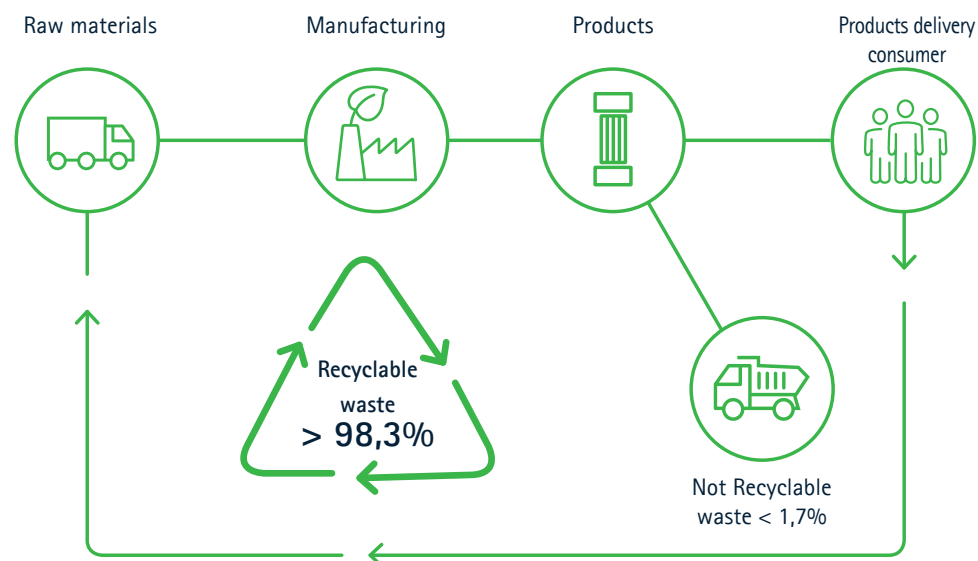 Raw materials
Manufacturing
Products
Products delivery
consumer
Recyclable
waste
> 98,3%
Not Recyclable
waste < 1,7%